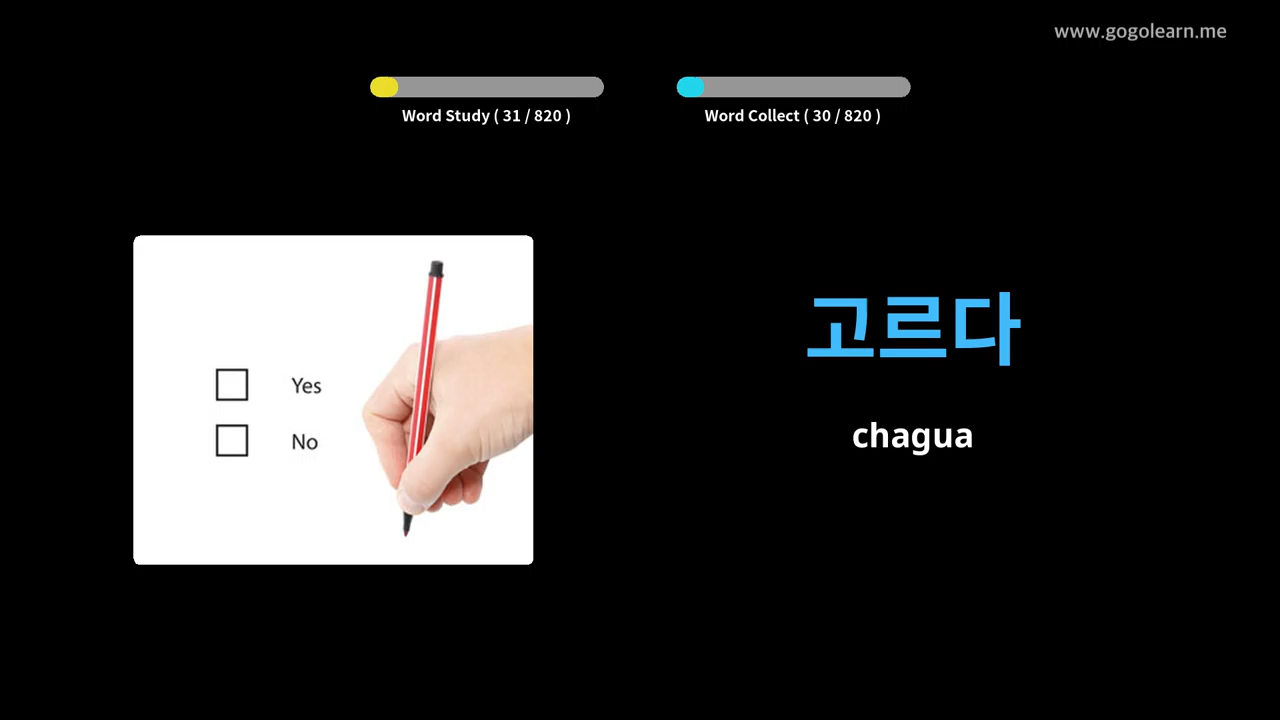 www.gogolearn.me
Word Study ( 31 / 820 )
Word Collect ( 30 / 820 )
Yes
No
고르다
chagua